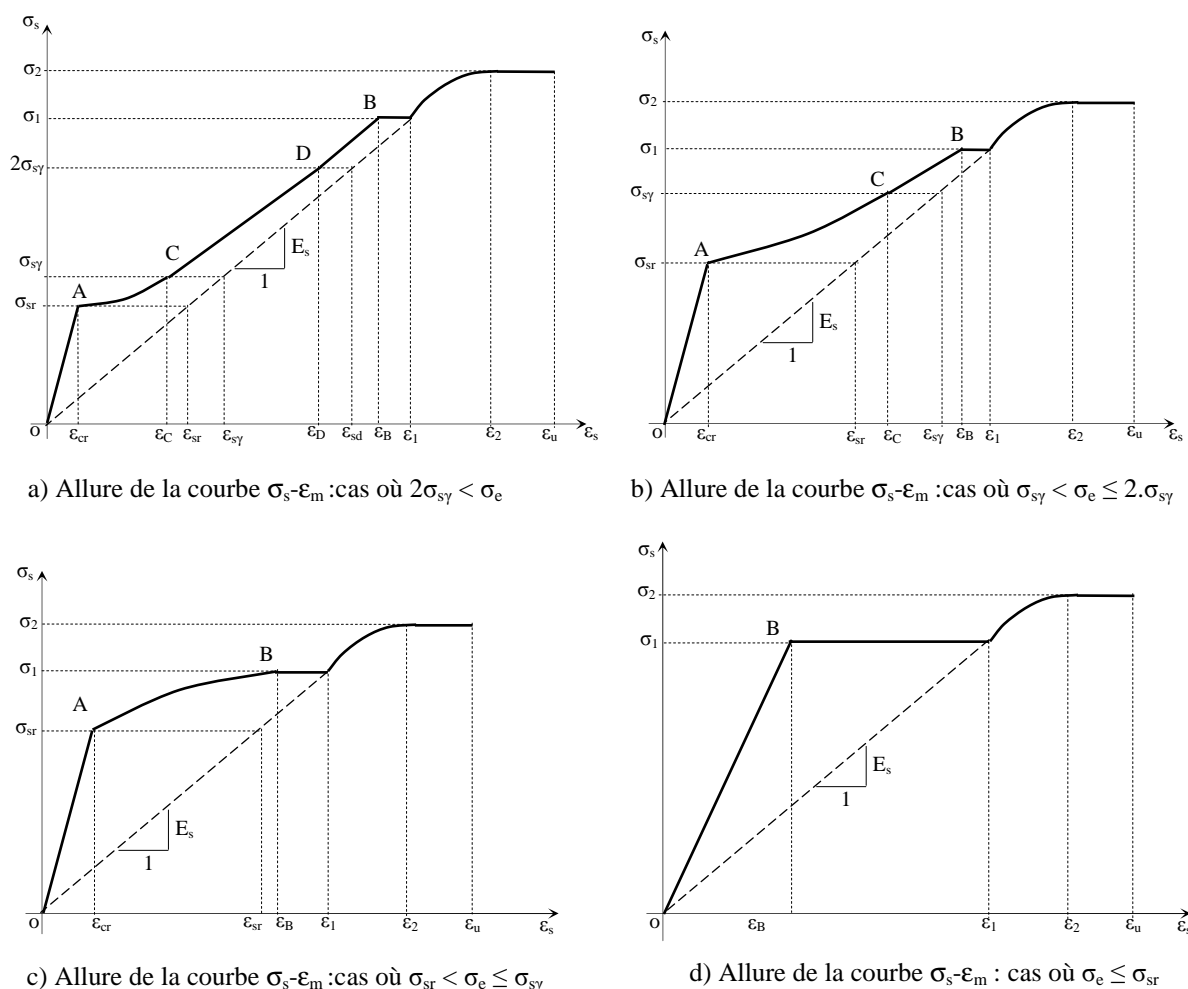 σs
σ2
σ1
B
D
2σsγ
C
Es
σsγ
1
A
σsr
o
εcr
εC
εsr
εsγ
εD
εsd
εB
ε1
ε2
εu
εs
a) Allure de la courbe σs-εm :cas où 2σsγ < σe
σs
σ2
B
σ1
C
σsγ
A
σsr
Es
1
o
εcr
εsr
εC
εsγ
εB
ε1
ε2
εu
εs
b) Allure de la courbe σs-εm :cas où σsγ < σe ≤ 2.σsγ
σs
σ2
B
σ1
A
σsr
Es
1
o
εcr
εsr
εB
ε1
ε2
εu
εs
c) Allure de la courbe σs-εm :cas où σsr < σe ≤ σsγ
σs
σ2
B
σ1
Es
1
o
εB
ε1
ε2
εu
εs
d) Allure de la courbe σs-εm : cas où σe ≤ σsr